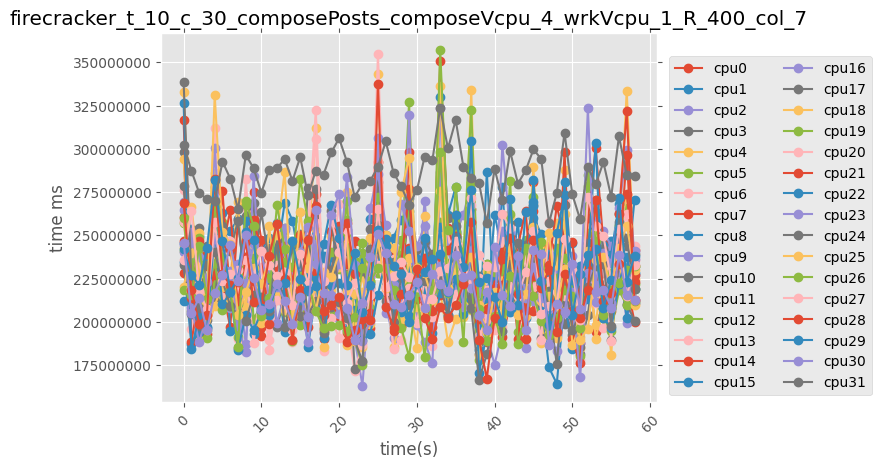 firecracker_t_10_c_30_composePosts_composeVcpu_4_wrkVcpu_1_R_400_col_7
350000000
325000000
300000000
275000000
250000000
225000000
200000000
175000000
time ms
0
10
20
30
40
50
60
time(s)
cpu0
cpu1
cpu2
cpu3
cpu4
cpu5
cpu6
cpu7
cpu8
cpu9
cpu10
cpu11
cpu12
cpu13
cpu14
cpu15
cpu16
cpu17
cpu18
cpu19
cpu20
cpu21
cpu22
cpu23
cpu24
cpu25
cpu26
cpu27
cpu28
cpu29
cpu30
cpu31